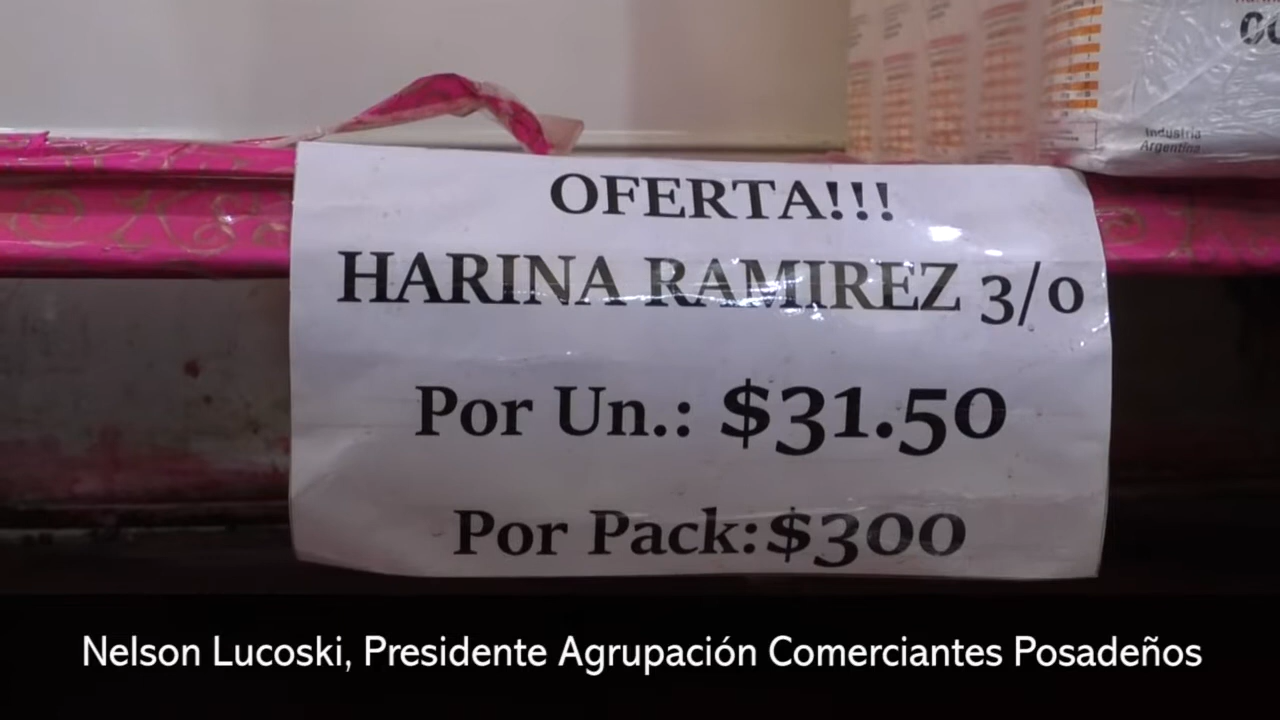 Industria
Argentina
OFERTA!!!
HARINA RAMIREZ 3/0
Por Un.: $31.50
Por Pack:$300
Nelson Lucoski, Presidente Agrupación Comerciantes Posadeños